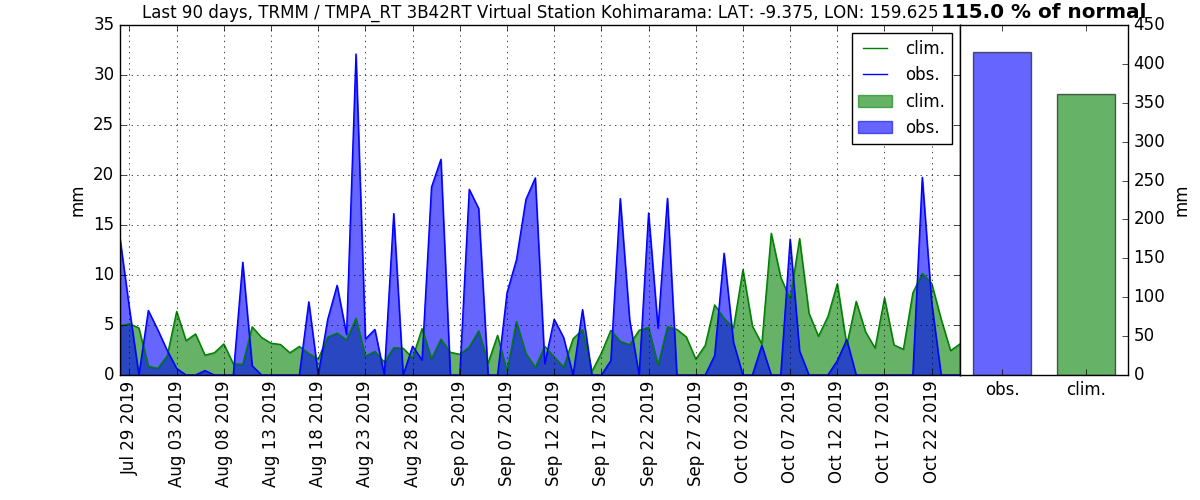 Last 90 days, TRMM / TMPA_RT 3B42RT Virtual Station Kohimarama: LAT: -9.375, LON: 159.625 115.0 % of normal
35
30
25
20
15
10
5
0
mm
clim.
obs.
clim.
obs.
450
400
350
300
250
200
150
100
50
0
mm
obs.
clim.
Jul 29 2019
Aug 03 2019
Aug 08 2019
Aug 13 2019
Aug 18 2019
Aug 23 2019
Aug 28 2019
Sep 02 2019
Sep 07 2019
Sep 12 2019
Sep 17 2019
Sep 22 2019
Sep 27 2019
Oct 02 2019
Oct 07 2019
Oct 12 2019
Oct 17 2019
Oct 22 2019